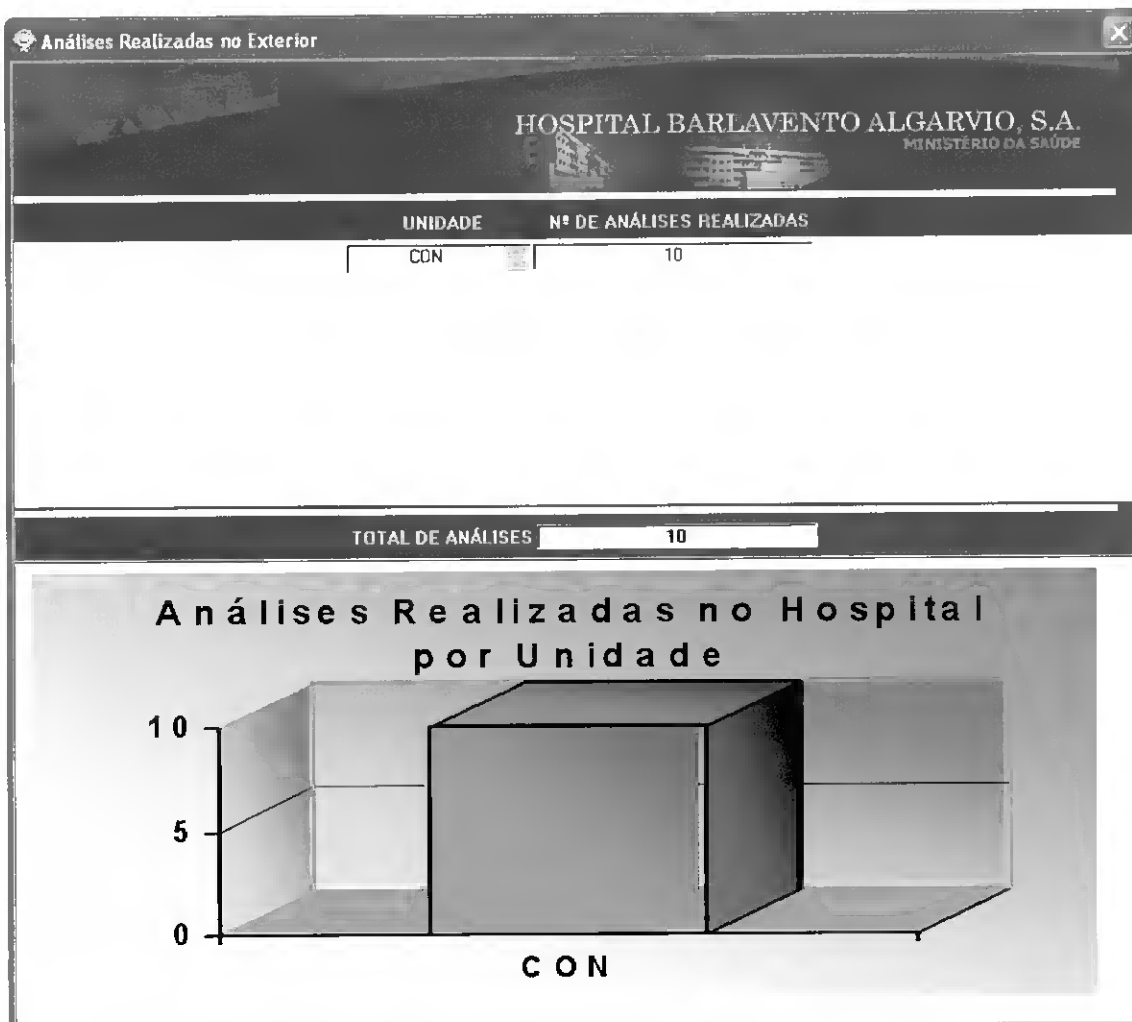 Análises Realizadas no Exterior
HOSPITAL BARLAVENTO ALGARVIO, S.A.
MINISTÉRIO DA SAÚDE
UNIDADE Nº DE ANÁLISES REALIZADAS
CON 10
TOTAL DE ANÁLISES 10
Análises Realizadas no Hospital
por Unidade
10
5
0
CON